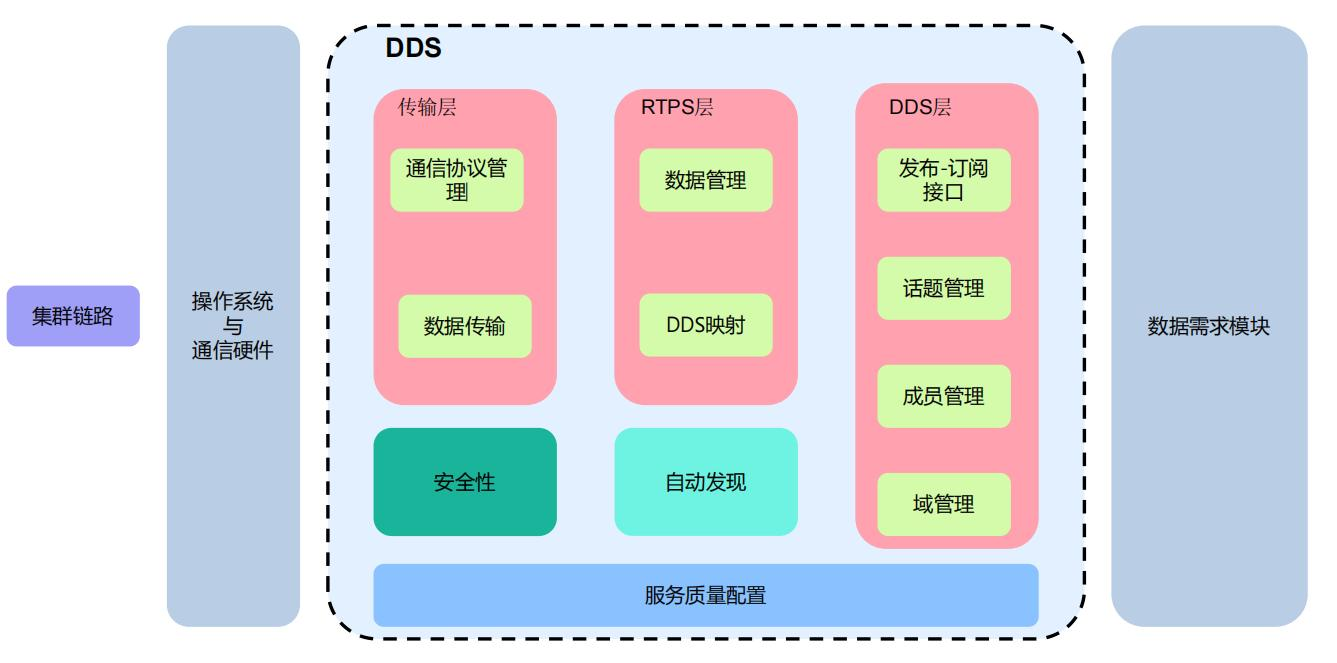 集群链路
操作系统
与
通信硬件
DDS
传输层
通信协议管
理
数据传输
安全性
RTPS层
数据管理
DDS映射
自动发现
DDS层
发布-订阅
接口
话题管理
成员管理
域管理
服务质量配置
数据需求模块